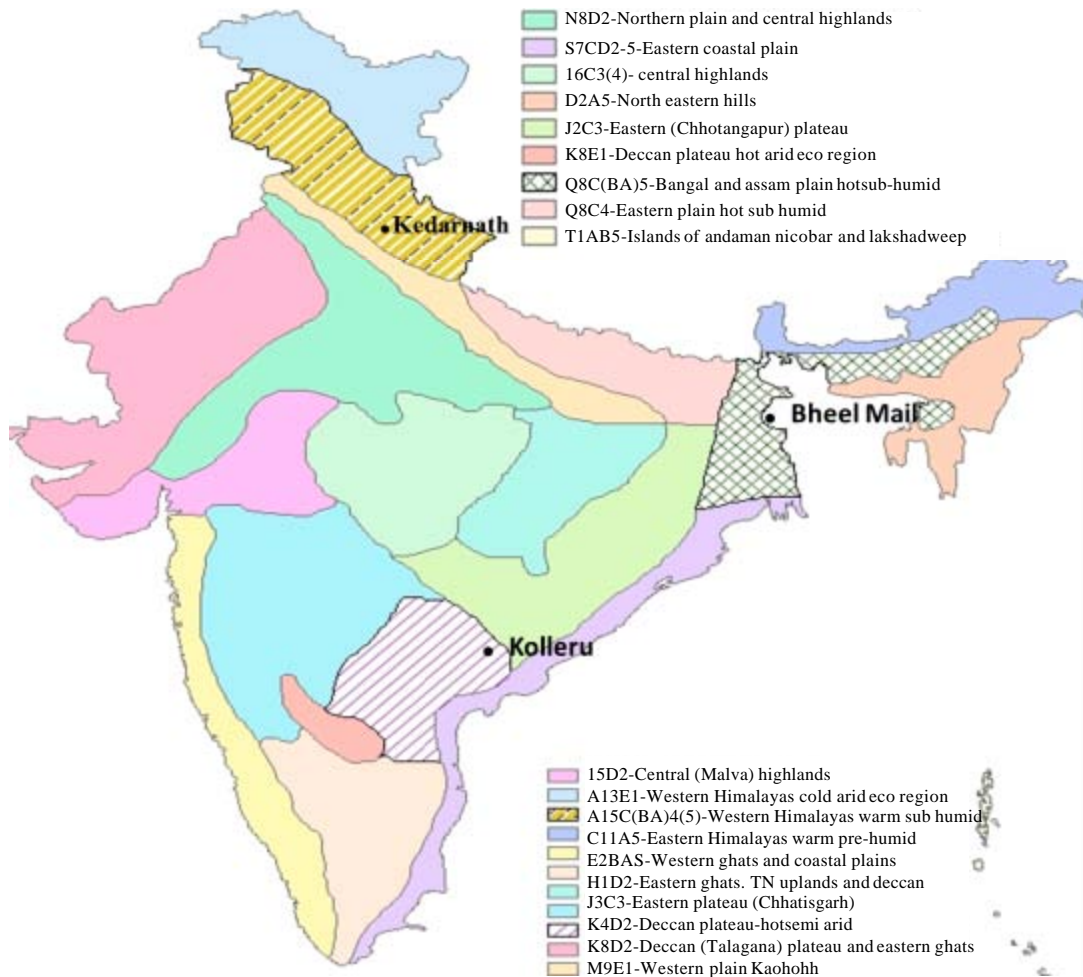 N8D2-Northern plain and central highlands
S7CD2-5-Eastern coastal plain
16C3(4)- central highlands
D2A5-North eastern hills
J2C3-Eastern (Chhotangapur) plateau
K8E1-Deccan plateau hot arid eco region
Q8C(BA)5-Bangal and assam plain hotsub-humid
Q8C4-Eastern plain hot sub humid
T1AB5-Islands of andaman nicobar and lakshadweep
Kedarnath
Bheel Mail
Kolleru
15D2-Central (Malva) highlands
A13E1-Western Himalayas cold arid eco region
A15C(BA)4(5)-Western Himalayas warm sub humid
C11A5-Eastern Himalayas warm pre-humid
E2BAS-Western ghats and coastal plains
H1D2-Eastern ghats. TN uplands and deccan
J3C3-Eastern plateau (Chhatisgarh)
K4D2-Deccan plateau-hotsemi arid
K8D2-Deccan (Talagana) plateau and eastern ghats
M9E1-Western plain Kaohohh